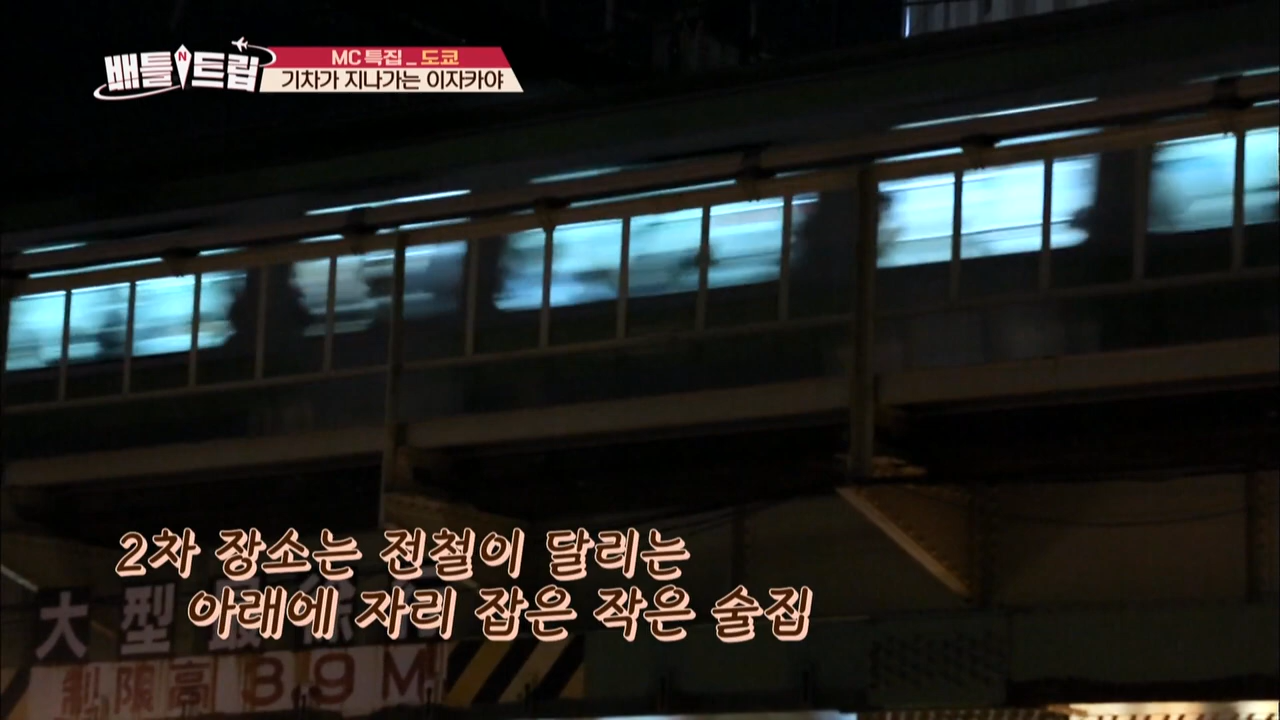 배틀트립
MC 특집 _ 도쿄
기차가 지나가는 이자카야
2차 장소는 전철이 달리는
아래에 자리 잡은 작은 술집
大型
制限高 3.9M